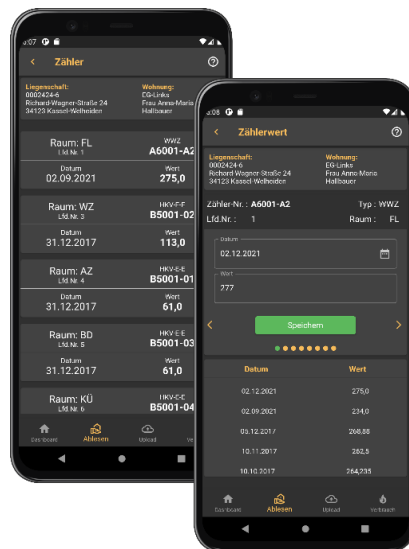 Zähler
Liegenschaft:
0002424-6
Richard-Wagner-Straße 24
34123 Kassel-Welheiden
Wohnung:
EG-Links
Frau Anna-Maria
Hallbauer
Raum: FL
Lfd.Nr. 1
WWZ
A6001-A2
Datum
02.09.2021
Wert
275,0
Raum: WZ
Lfd.Nr. 3
HKV-E-E
B5001-02
Datum
31.12.2017
Wert
113,0
Raum: AZ
Lfd.Nr. 4
HKV-E-E
B5001-01
Datum
31.12.2017
Wert
61,0
Raum: BD
Lfd.Nr. 5
HKV-E-E
B5001-03
Datum
31.12.2017
Wert
61,0
Raum: KÜ
Lfd.Nr. 6
HKV-E-E
B5001-04
Dashboard
Ablesen
Upload
Zählerwert
Liegenschaft:
0002424-6
Richard-Wagner-Straße 24
34123 Kassel-Welheiden
Wohnung:
EG-Links
Frau Anna-Maria
Hallbauer
Zähler-Nr. : A6001-A2 Typ : WWZ
Lfd.Nr. : 1 Raum : FL
Datum
02.12.2021
Wert
277
Speichern
Datum Wert
02.12.2021 275,0
02.09.2021 234,0
05.12.2017 268,88
10.11.2017 262,5
10.10.2017 264,235
Dashboard
Ablesen
Upload
Verbrauch